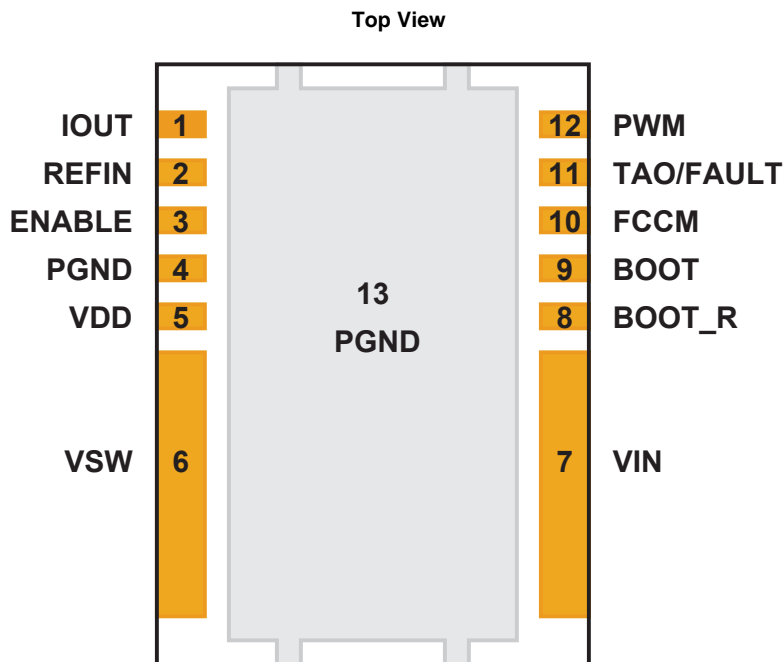 Top View
IOUT 1 12 PWM
REFIN 2 11 TAO/FAULT
ENABLE 3 10 FCCM
PGND 4 9 BOOT
13
VDD 5 8 BOOT_R
PGND
VSW 6 7 VIN